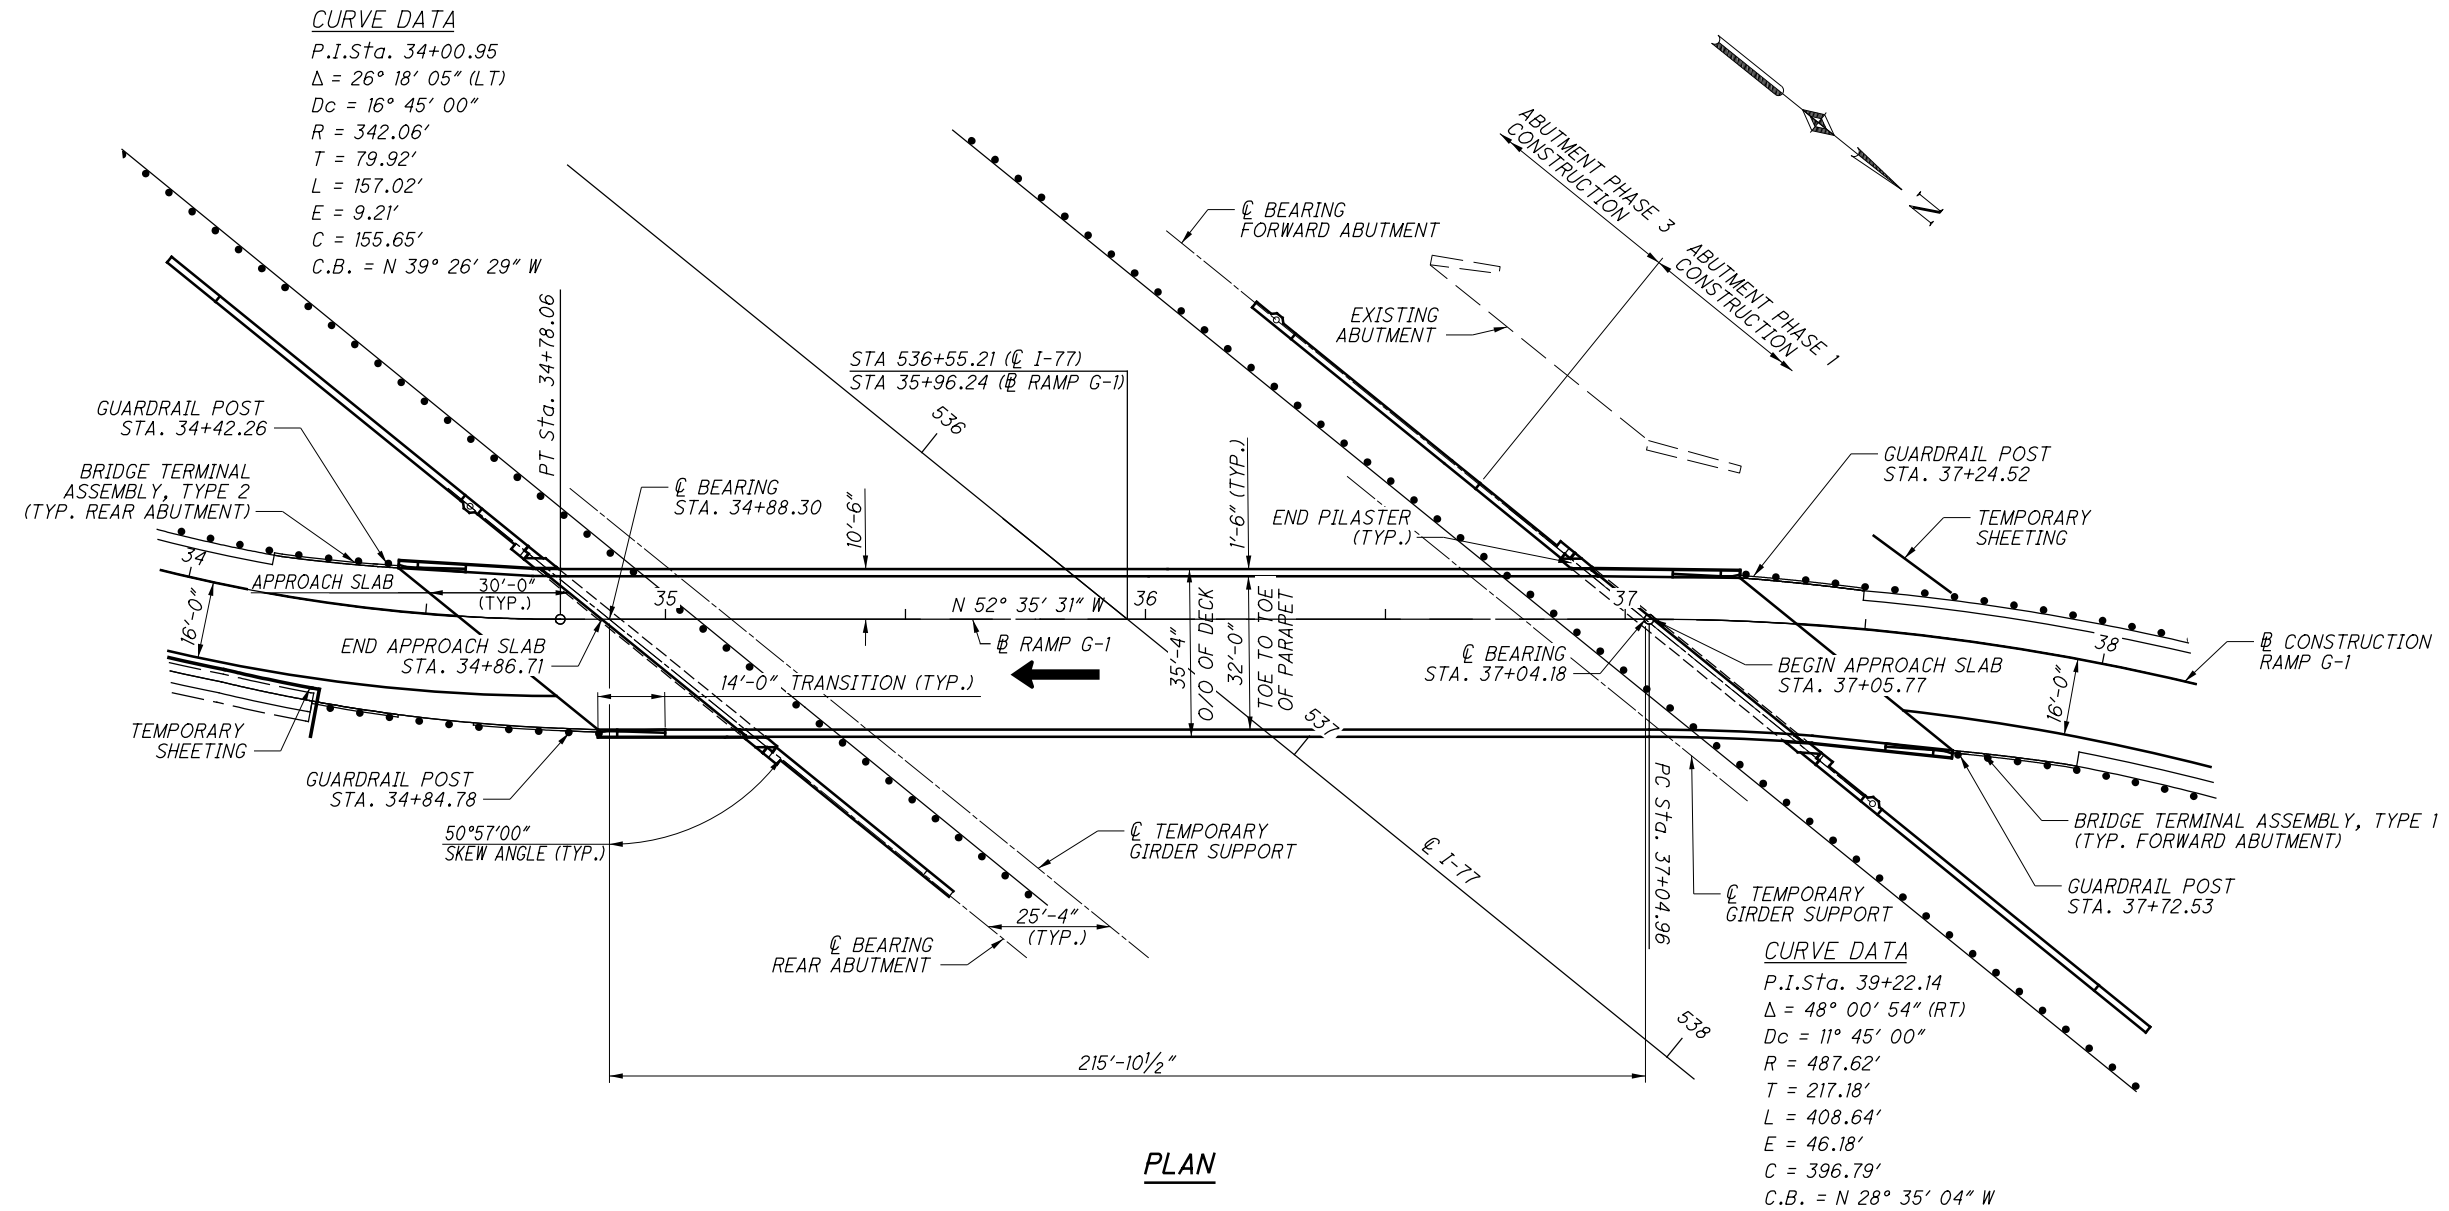 CURVE DATA
P.I.Sta. 34+00.95
Δ = 26° 18' 05" (LT)
Dc = 16° 45' 00"
R = 342.06'
T = 79.92'
L = 157.02'
E = 9.21'
C = 155.65'
C.B. = N 39° 26' 29" W
N
ABUTMENT PHASE 3
CONSTRUCTION
ABUTMENT PHASE 1
CONSTRUCTION
℄ BEARING
FORWARD ABUTMENT
EXISTING
ABUTMENT
PT Sta. 34+78.06
STA 536+55.21 (℄ I-77)
STA 35+96.24 (BL RAMP G-1)
536
GUARDRAIL POST
STA. 34+42.26
BRIDGE TERMINAL
ASSEMBLY, TYPE 2
(TYP. REAR ABUTMENT)
℄ BEARING
STA. 34+88.30
10'-6"
1'-6" (TYP.)
END PILASTER
(TYP.)
GUARDRAIL POST
STA. 37+24.52
TEMPORARY
SHEETING
34
APPROACH SLAB
30'-0"
(TYP.)
35
N 52° 35' 31" W
36
37
16'-0"
END APPROACH SLAB
STA. 34+86.71
BL RAMP G-1
35'-4"
O/O OF DECK
32'-0"
TOE TO TOE
OF PARAPET
℄ BEARING
STA. 37+04.18
BEGIN APPROACH SLAB
STA. 37+05.77
38
BL CONSTRUCTION
RAMP G-1
16'-0"
14'-0" TRANSITION (TYP.)
TEMPORARY
SHEETING
537
GUARDRAIL POST
STA. 34+84.78
50°57'00"
SKEW ANGLE (TYP.)
℄ TEMPORARY
GIRDER SUPPORT
℄ I-77
PC Sta. 37+04.96
BRIDGE TERMINAL ASSEMBLY, TYPE 1
(TYP. FORWARD ABUTMENT)
℄ TEMPORARY
GIRDER SUPPORT
GUARDRAIL POST
STA. 37+72.53
25'-4"
(TYP.)
℄ BEARING
REAR ABUTMENT
538
215'-10½"
CURVE DATA
P.I.Sta. 39+22.14
Δ = 48° 00' 54" (RT)
Dc = 11° 45' 00"
R = 487.62'
T = 217.18'
L = 408.64'
E = 46.18'
C = 396.79'
C.B. = N 28° 35' 04" W
PLAN